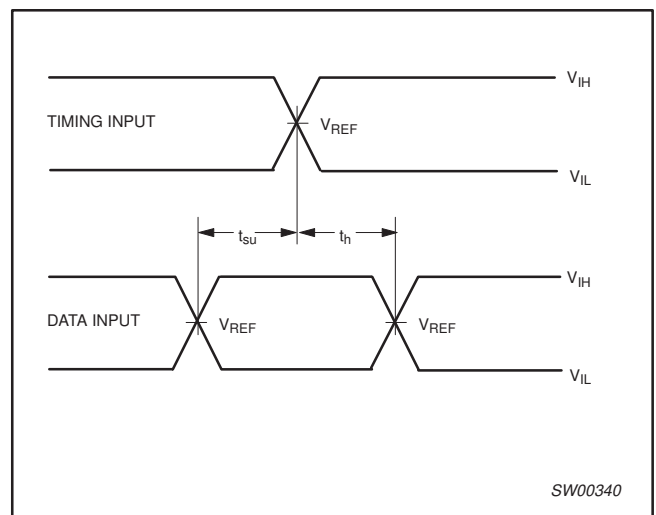 V_IH
TIMING INPUT
V_REF
V_IL
t_su
t_h
V_IH
DATA INPUT
V_REF
V_REF
V_IL
SW00340